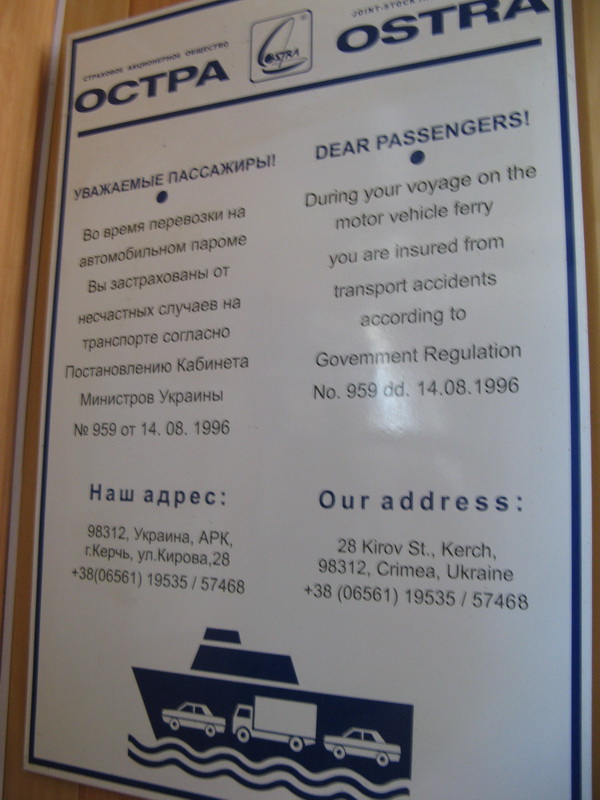 СТРАХОВОЕ АКЦИОНЕРНОЕ ОБЩЕСТВО
ОСТРА
OSTRA
JOINT-STOCK
OSTRA
УВАЖАЕМЫЕ ПАССАЖИРЫ!
Во время перевозки на
автомобильном пароме
Вы застрахованы от
несчастных случаев на
транспорте согласно
Постановлению Кабинета
Министров Украины
№ 959 от 14. 08. 1996
Наш адрес:
98312, Украина, АРК,
г.Керчь, ул.Кирова,28
+38(06561) 19535 / 57468
DEAR PASSENGERS!
During your voyage on the
motor vehicle ferry
you are insured from
transport accidents
according to
Govemment Regulation
No. 959 dd. 14.08.1996
Our address:
28 Kirov St., Kerch,
98312, Crimea, Ukraine
+38 (06561) 19535 / 57468